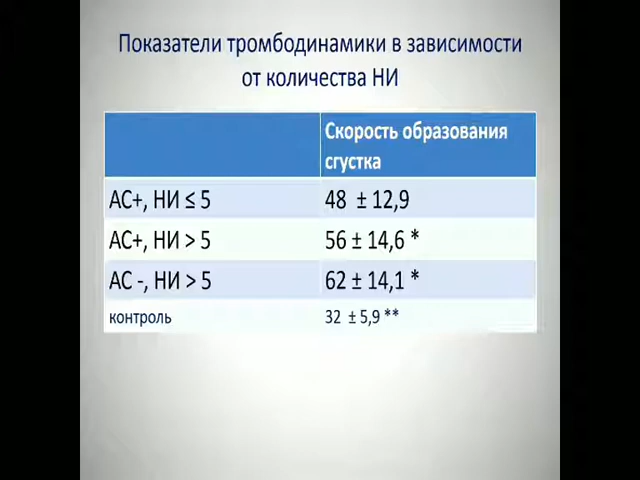 Показатели тромбодинамики в зависимости
от количества НИ
Скорость образования
сгустка
АС+, НИ ≤ 5 48 ± 12,9
АС+, НИ > 5 56 ± 14,6 *
АС -, НИ > 5 62 ± 14,1 *
контроль 32 ± 5,9 **